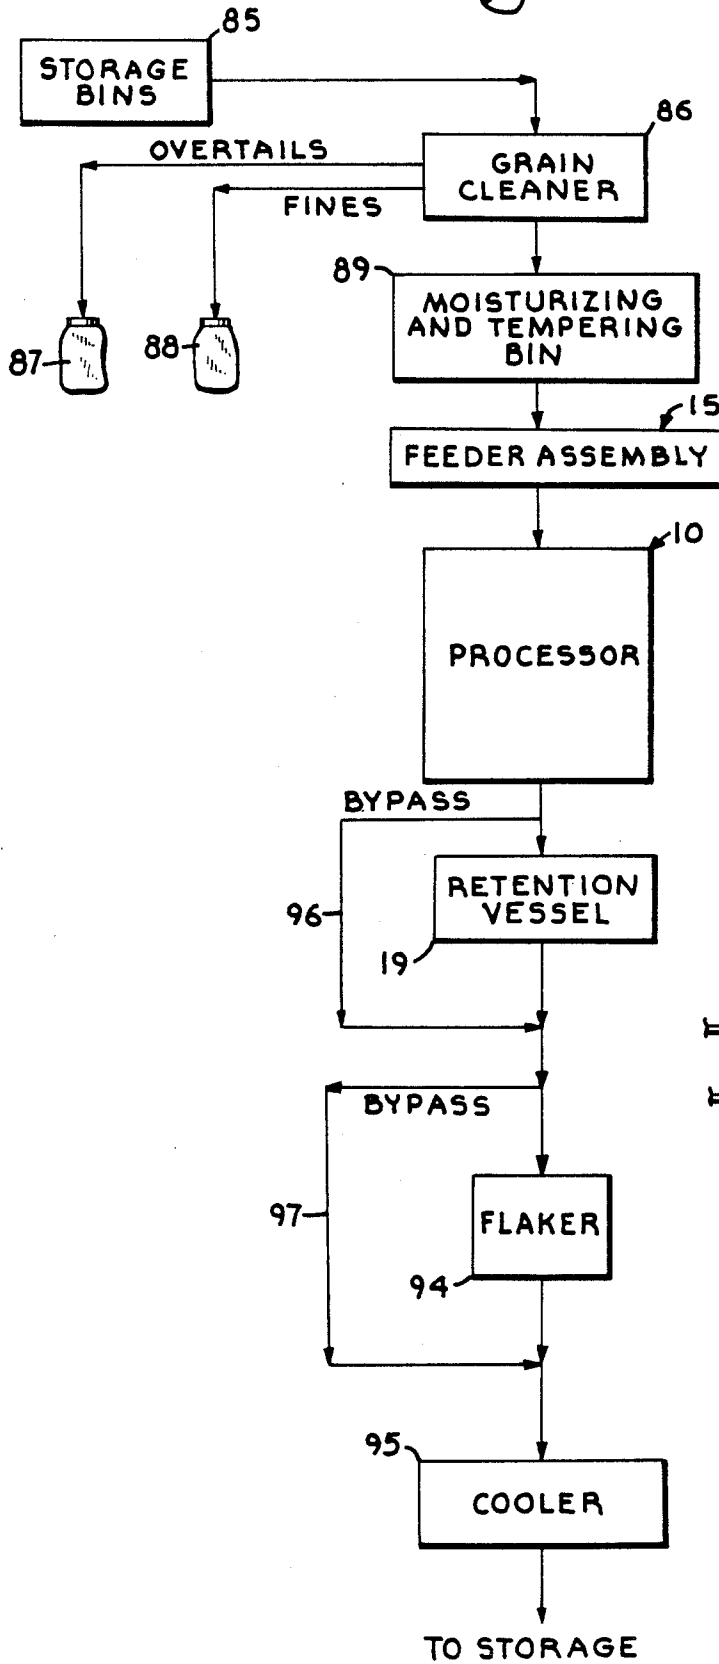 85
STORAGE
BINS
86
OVERTAILS
GRAIN
CLEANER
FINES
89
MOISTURIZING
AND TEMPERING
BIN
87
88
15
FEEDER ASSEMBLY
10
PROCESSOR
BYPASS
RETENTION
VESSEL
96
19
BYPASS
97
FLAKER
94
95
COOLER
TO STORAGE